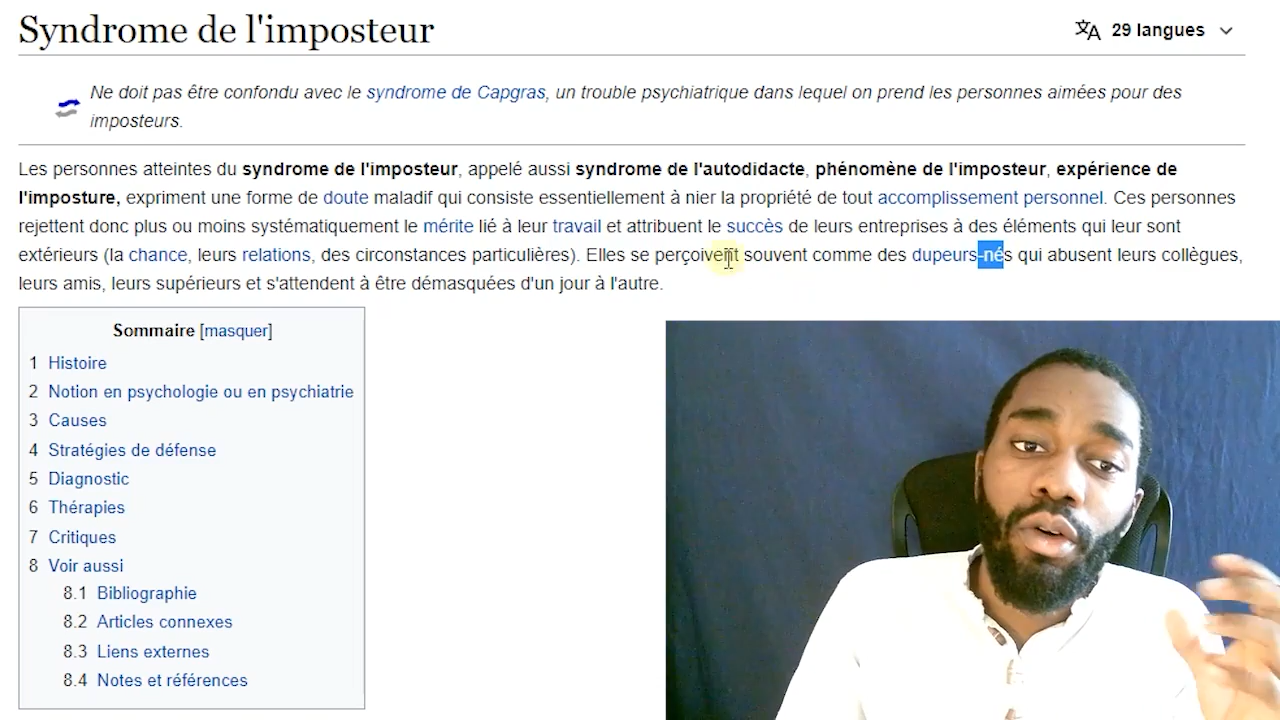 Syndrome de l'imposteur
29 langues
Ne doit pas être confondu avec le syndrome de Capgras, un trouble psychiatrique dans lequel on prend les personnes aimées pour des
imposteurs.
Les personnes atteintes du syndrome de l'imposteur, appelé aussi syndrome de l'autodidacte, phénomène de l'imposteur, expérience de
l'imposture, expriment une forme de doute maladif qui consiste essentiellement à nier la propriété de tout accomplissement personnel. Ces personnes
rejettent donc plus ou moins systématiquement le mérite lié à leur travail et attribuent le succès de leurs entreprises à des éléments qui leur sont
extérieurs (la chance, leurs relations, des circonstances particulières). Elles se perçoivent souvent comme des dupeurs-nés qui abusent leurs collègues,
leurs amis, leurs supérieurs et s'attendent à être démasquées d'un jour à l'autre.
Sommaire [masquer]
1 Histoire
2 Notion en psychologie ou en psychiatrie
3 Causes
4 Stratégies de défense
5 Diagnostic
6 Thérapies
7 Critiques
8 Voir aussi
8.1 Bibliographie
8.2 Articles connexes
8.3 Liens externes
8.4 Notes et références